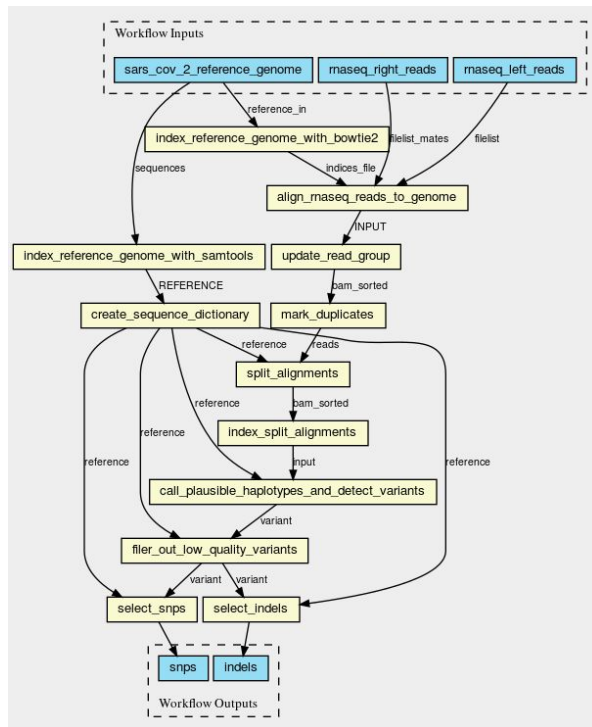 Workflow Inputs
sars_cov_2_reference_genome
rnaseq_right_reads
rnaseq_left_reads
reference_in
index_reference_genome_with_bowtie2
filelist_mates
filelist
sequences
indices_file
align_rnaseq_reads_to_genome
INPUT
index_reference_genome_with_samtools
update_read_group
REFERENCE
bam_sorted
create_sequence_dictionary
mark_duplicates
reference
reads
split_alignments
reference
bam_sorted
reference
index_split_alignments
reference
input
reference
call_plausible_haplotypes_and_detect_variants
variant
filer_out_low_quality_variants
variant
variant
select_snps
select_indels
snps
indels
Workflow Outputs